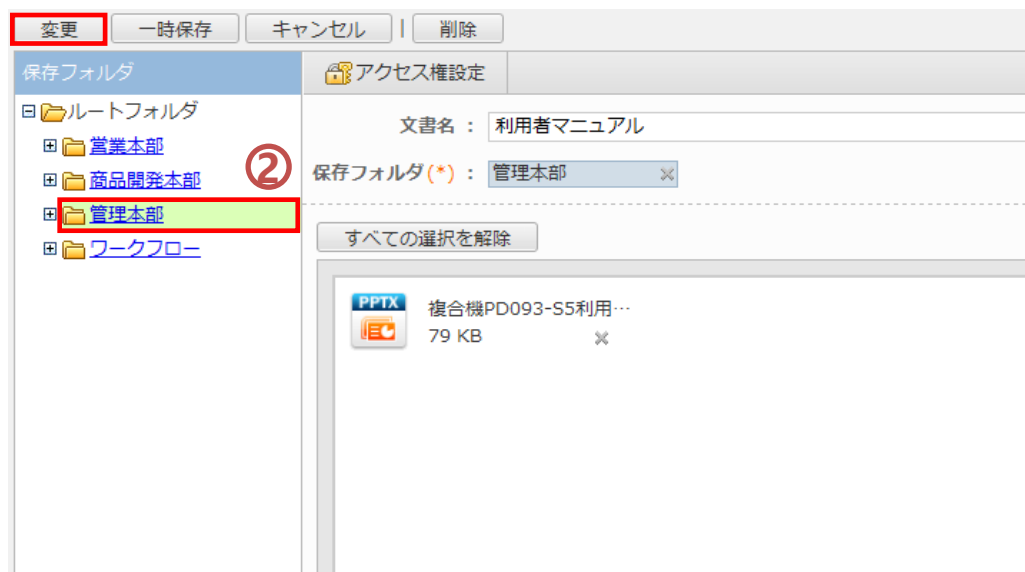 変更 一時保存 キャンセル | 削除
保存フォルダ
アクセス権設定
ルートフォルダ
営業本部
商品開発本部
管理本部
ワークフロー
②
文書名 : 利用者マニュアル
保存フォルダ(*) : 管理本部
すべての選択を解除
PPTX
複合機PD093-S5利用…
79 KB